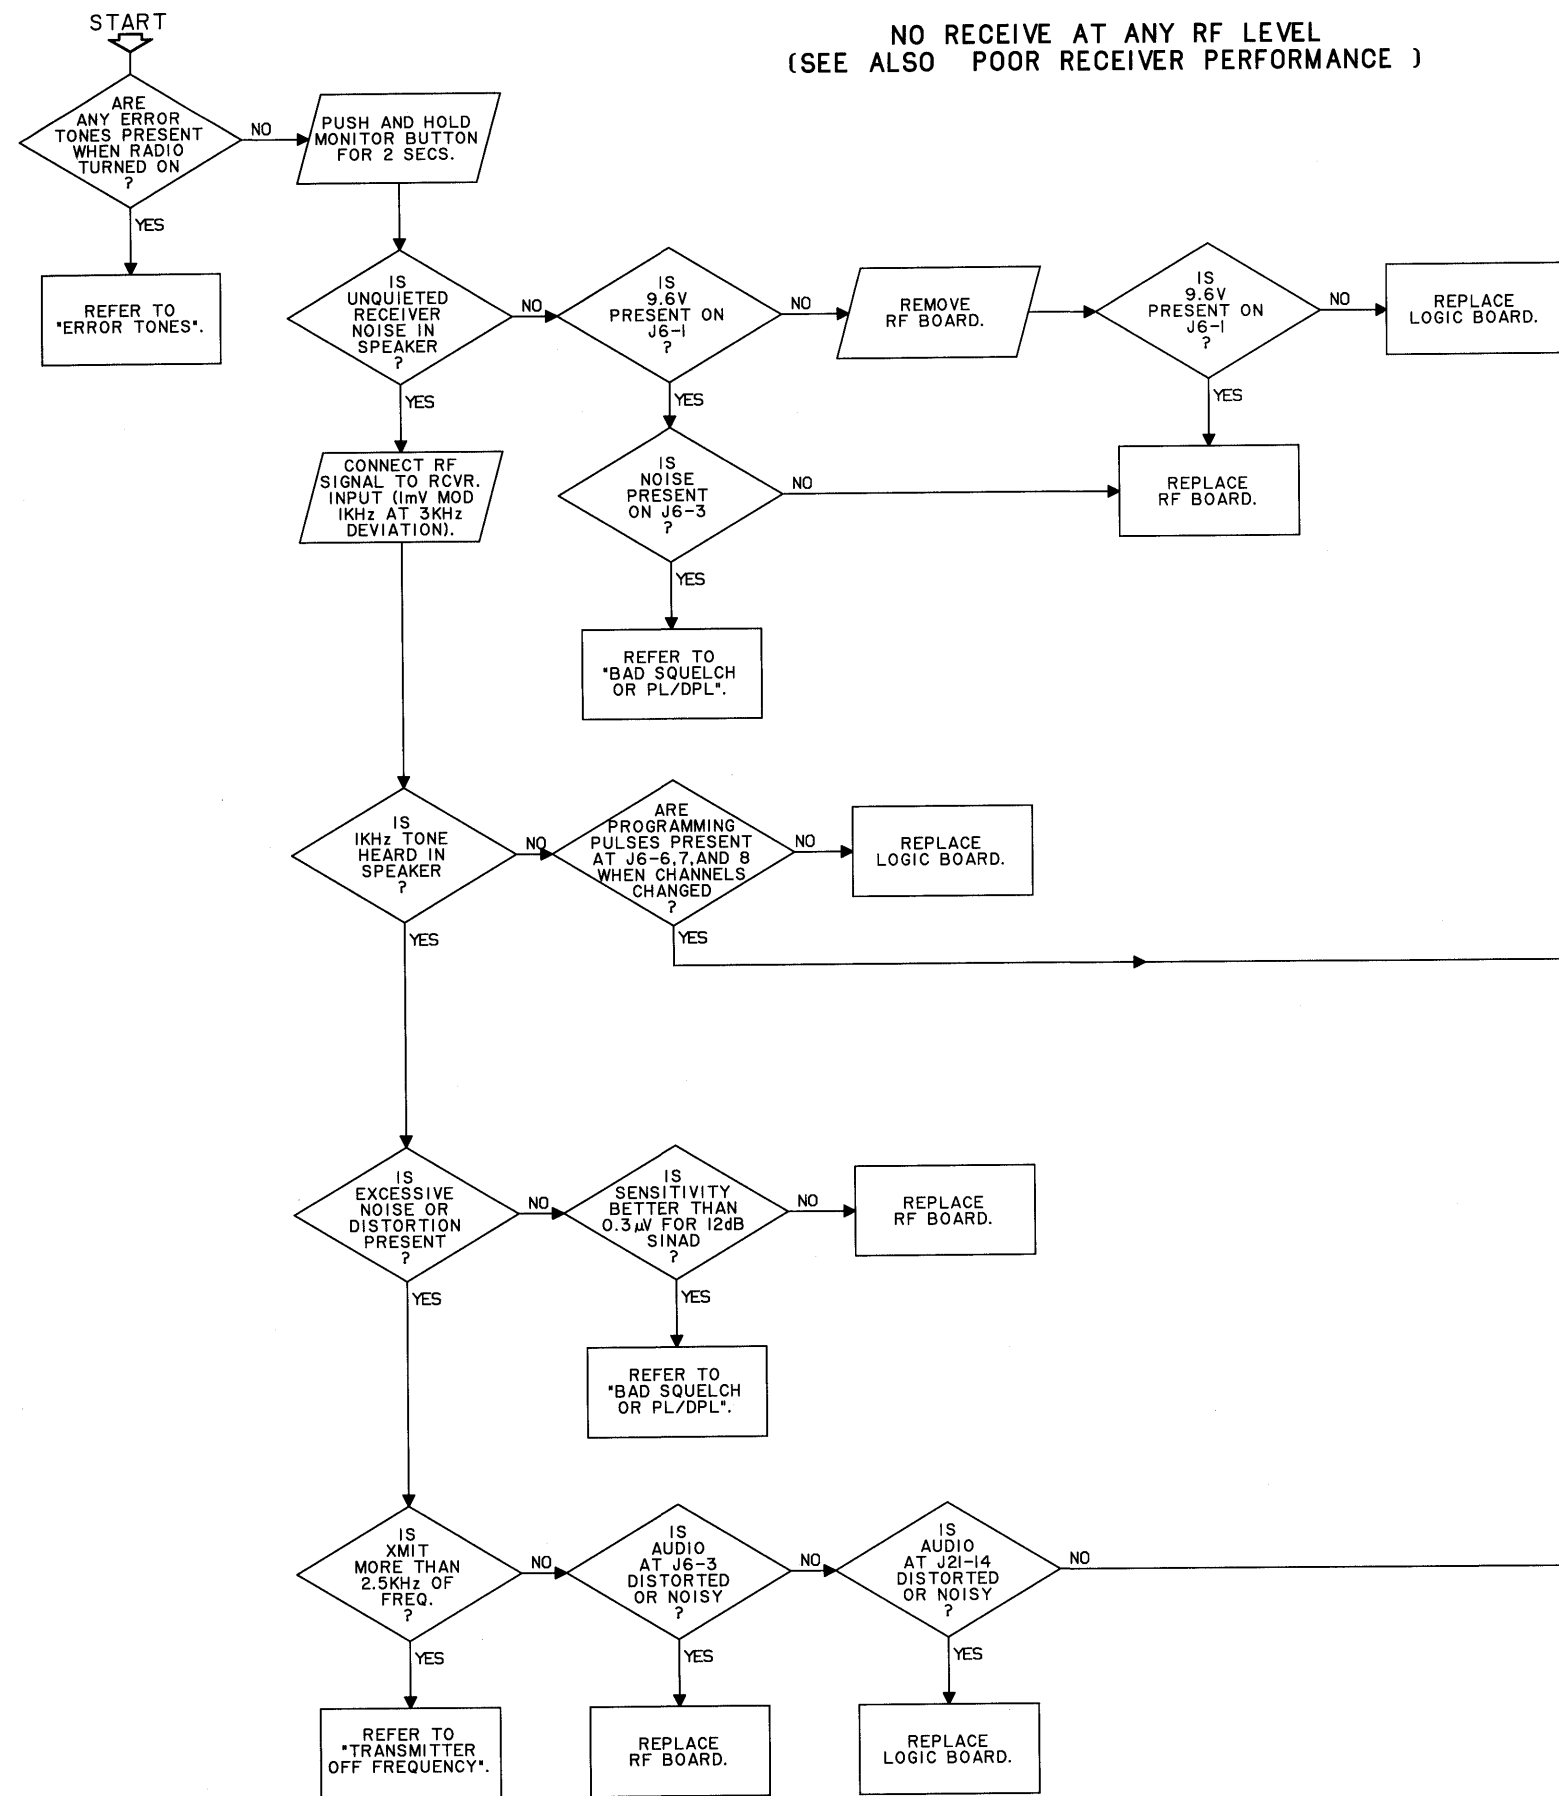 START
NO RECEIVE AT ANY RF LEVEL
(SEE ALSO POOR RECEIVER PERFORMANCE )
ARE
ANY ERROR
TONES PRESENT
WHEN RADIO
TURNED ON
?
NO
YES
PUSH AND HOLD
MONITOR BUTTON
FOR 2 SECS.
REFER TO
"ERROR TONES".
IS
UNQUIETED
RECEIVER
NOISE IN
SPEAKER
?
NO
YES
IS
9.6V
PRESENT ON
J6-1
?
NO
YES
REMOVE
RF BOARD.
IS
9.6V
PRESENT ON
J6-1
?
NO
YES
REPLACE
LOGIC BOARD.
CONNECT RF
SIGNAL TO RCVR.
INPUT (1mV MOD
1KHz AT 3KHz
DEVIATION).
IS
NOISE
PRESENT
ON J6-3
?
NO
YES
REPLACE
RF BOARD.
REFER TO
"BAD SQUELCH
OR PL/DPL".
IS
1KHz TONE
HEARD IN
SPEAKER
?
NO
YES
ARE
PROGRAMMING
PULSES PRESENT
AT J6-6,7,AND 8
WHEN CHANNELS
CHANGED
?
NO
YES
REPLACE
LOGIC BOARD.
IS
EXCESSIVE
NOISE OR
DISTORTION
PRESENT
?
NO
YES
IS
SENSITIVITY
BETTER THAN
0.3µV FOR 12dB
SINAD
?
NO
YES
REPLACE
RF BOARD.
REFER TO
"BAD SQUELCH
OR PL/DPL".
IS
XMIT
MORE THAN
2.5KHz OF
FREQ.
?
NO
YES
IS
AUDIO
AT J6-3
DISTORTED
OR NOISY
?
NO
YES
IS
AUDIO
AT J21-14
DISTORTED
OR NOISY
?
NO
YES
REFER TO
"TRANSMITTER
OFF FREQUENCY".
REPLACE
RF BOARD.
REPLACE
LOGIC BOARD.